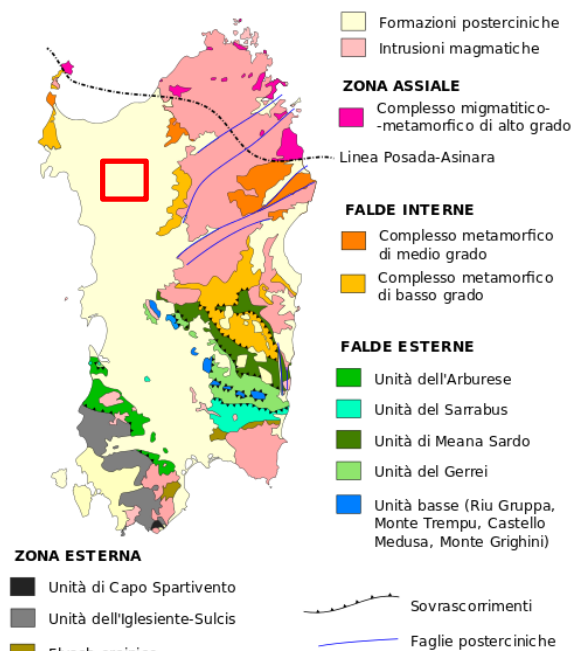 Formazioni posterciniche
Intrusioni magmatiche
ZONA ASSIALE
Complesso migmatitico-
-metamorfico di alto grado
Linea Posada-Asinara
FALDE INTERNE
Complesso metamorfico
di medio grado
Complesso metamorfico
di basso grado
FALDE ESTERNE
Unità dell'Arburese
Unità del Sarrabus
Unità di Meana Sardo
Unità del Gerrei
Unità basse (Riu Gruppa,
Monte Trempu, Castello
Medusa, Monte Grighini)
ZONA ESTERNA
Unità di Capo Spartivento
Unità dell'Iglesiente-Sulcis
Sovrascorrimenti
Faglie posterciniche